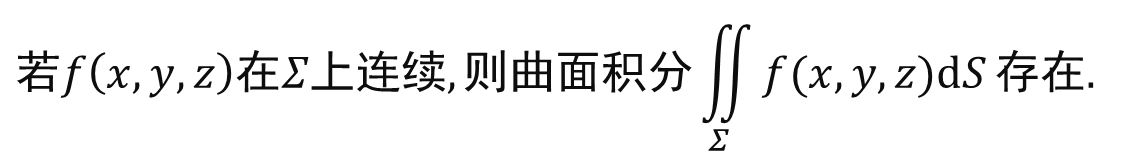 若f(x, y, z)在Σ上连续,则曲面积分 ∬_Σ f(x, y, z)dS 存在.